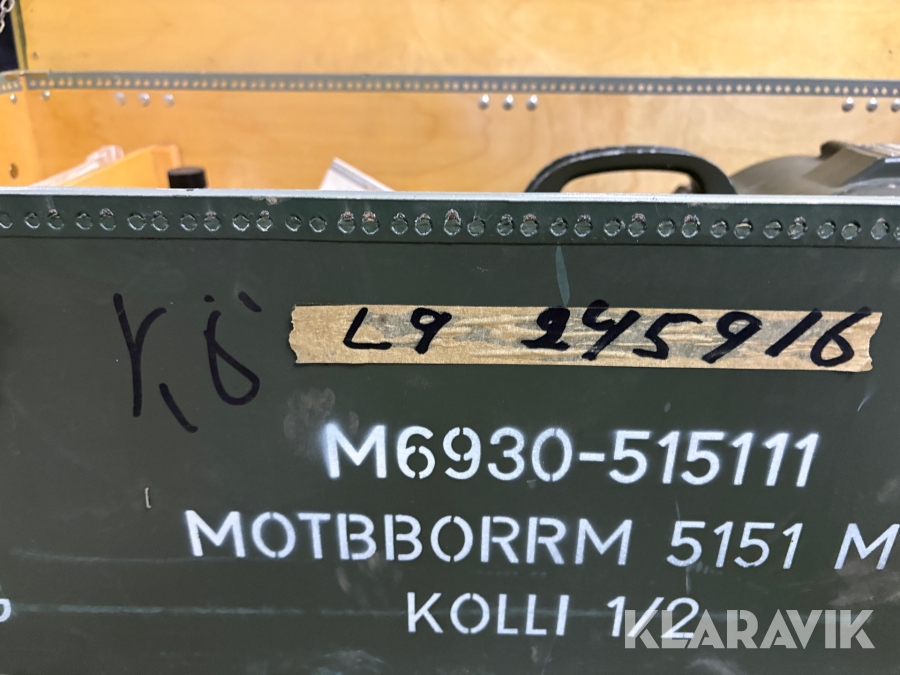 L9 245916
M6930-515111
MOTBBORRM 5151 M
KOLLI 1/2
KLARAVIK